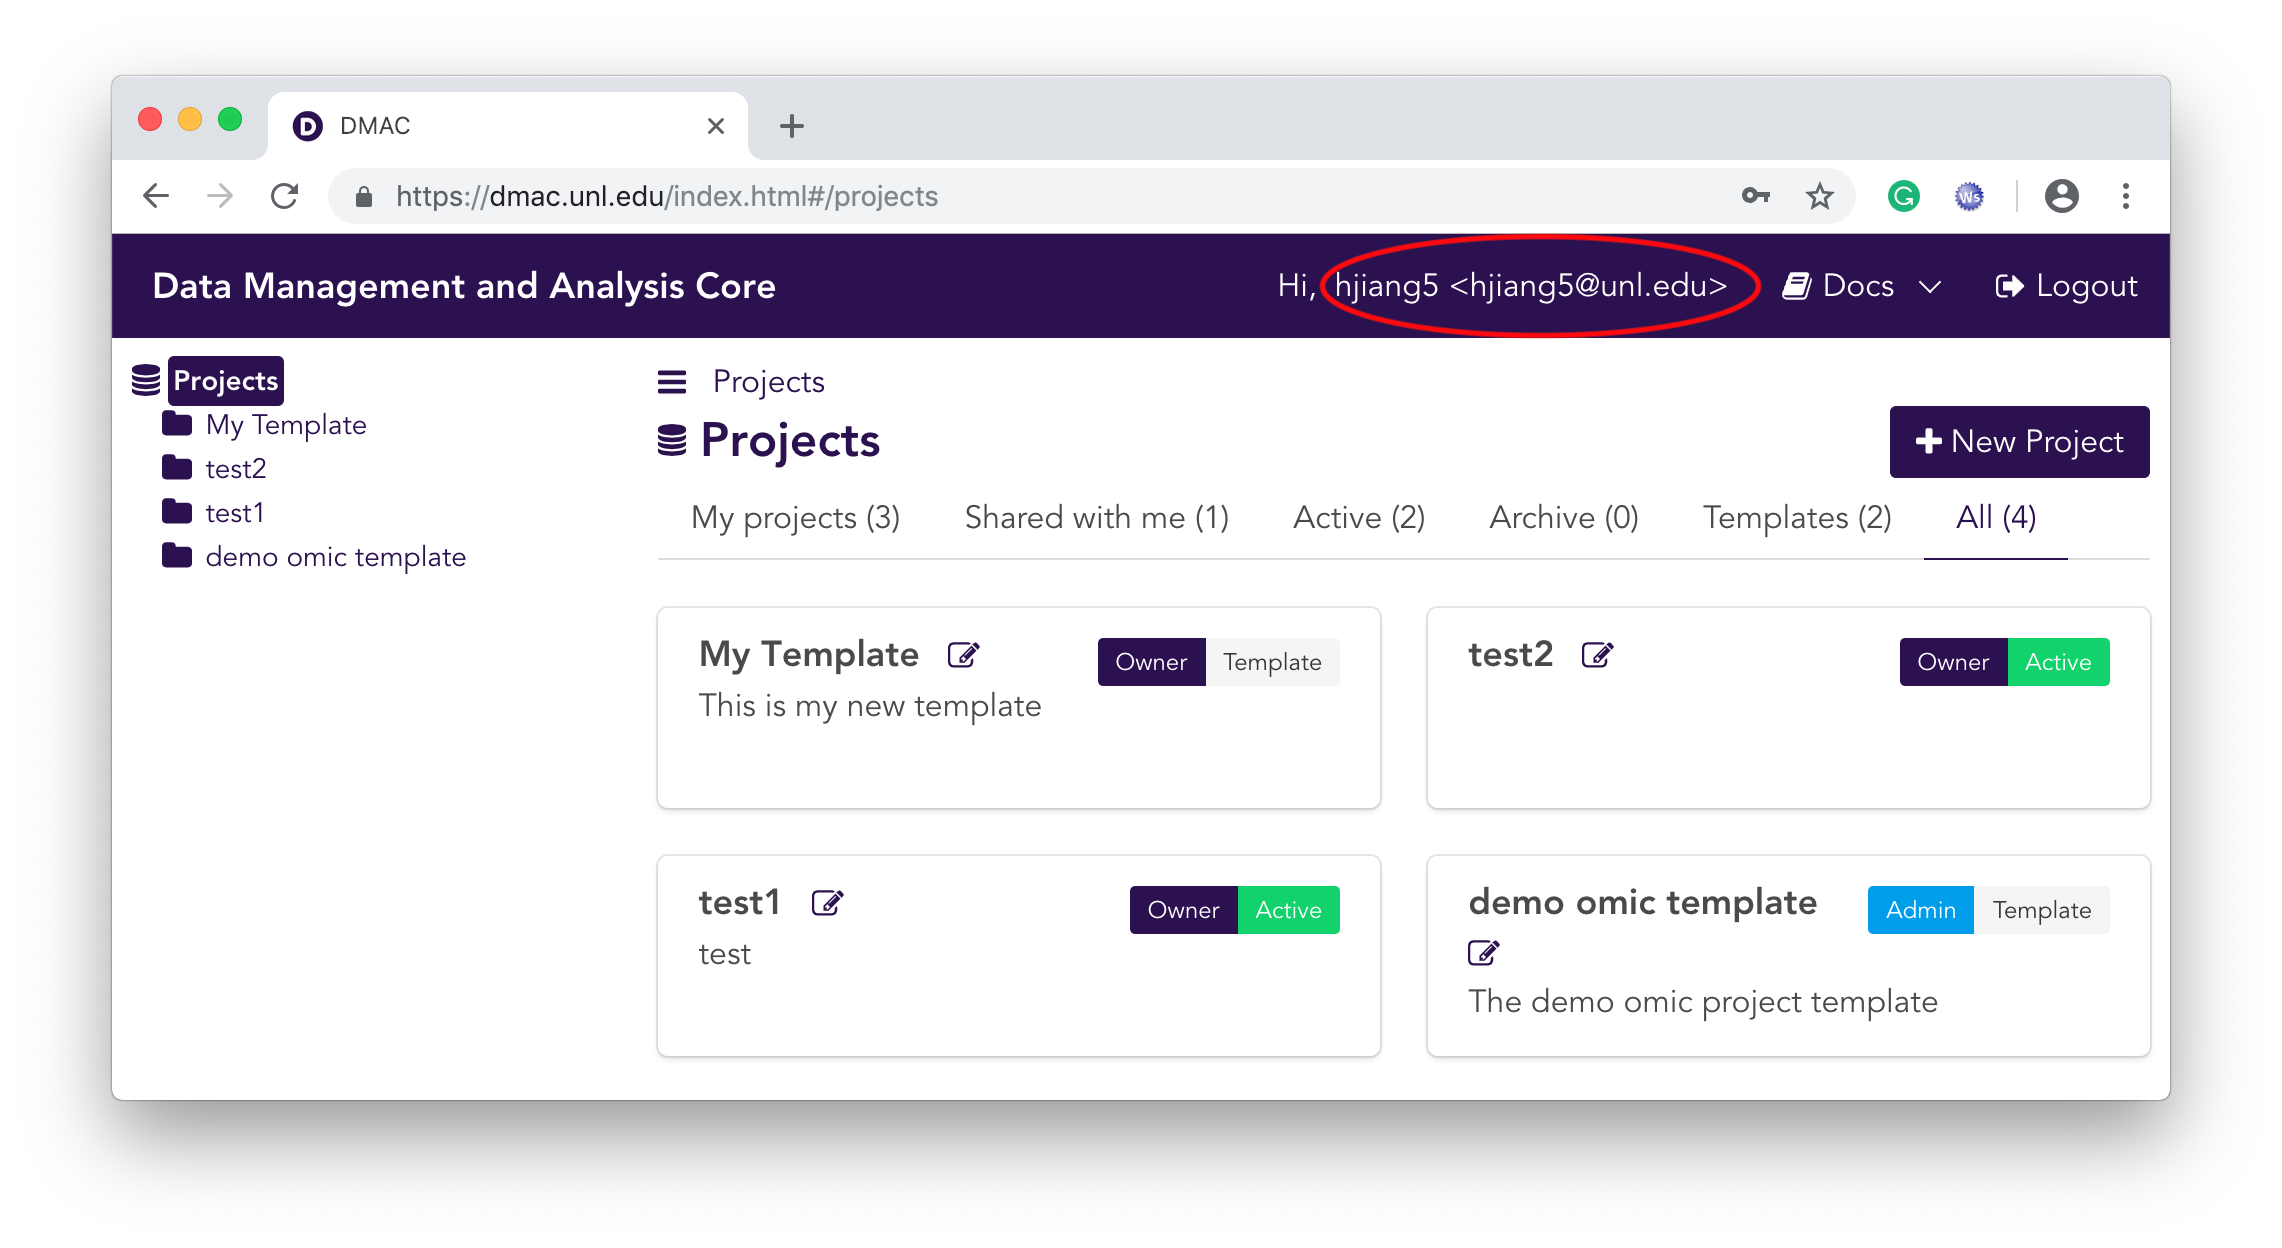 DMAC
https://dmac.unl.edu/index.html#/projects
Data Management and Analysis Core
Hi, hjiang5 <hjiang5@unl.edu>
Docs
Logout
Projects
My Template
test2
test1
demo omic template
Projects
Projects
New Project
My projects (3) Shared with me (1) Active (2) Archive (0) Templates (2) All (4)
My Template
Owner Template
This is my new template
test2
Owner Active
test1
Owner Active
test
demo omic template
Admin Template
The demo omic project template